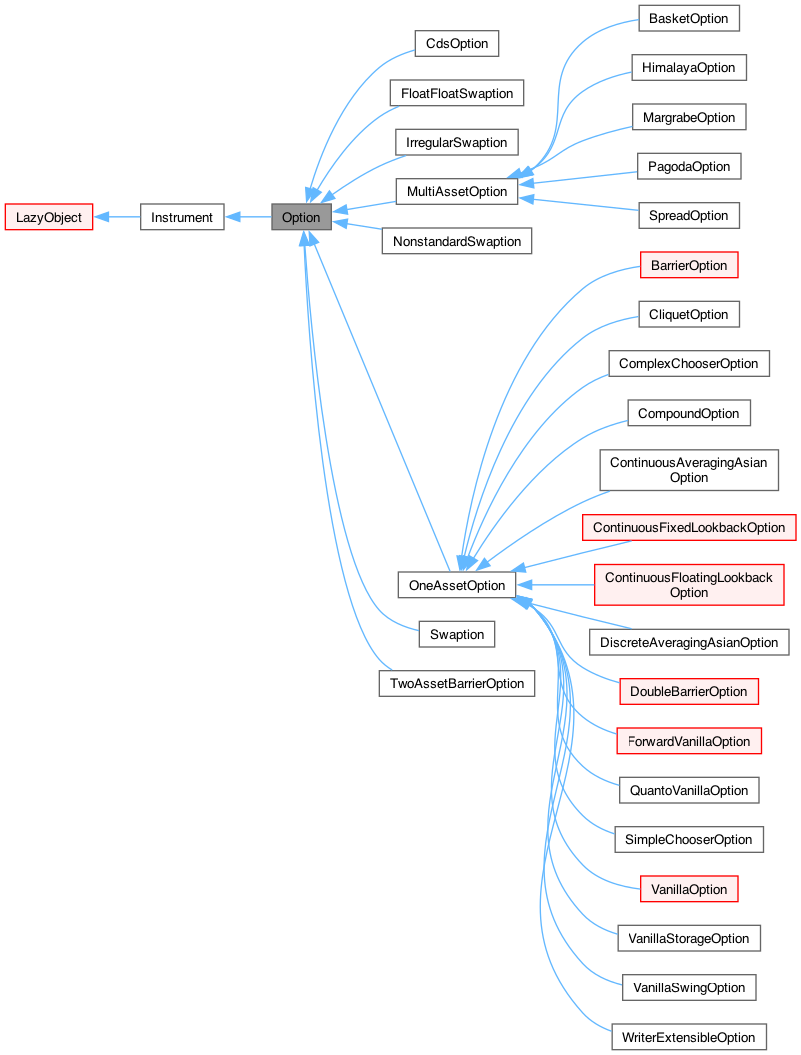 LazyObject
Instrument
Option
CdsOption
FloatFloatSwaption
IrregularSwaption
MultiAssetOption
NonstandardSwaption
OneAssetOption
Swaption
TwoAssetBarrierOption
BasketOption
HimalayaOption
MargrabeOption
PagodaOption
SpreadOption
BarrierOption
CliquetOption
ComplexChooserOption
CompoundOption
ContinuousAveragingAsian
Option
ContinuousFixedLookbackOption
ContinuousFloatingLookback
Option
DiscreteAveragingAsianOption
DoubleBarrierOption
ForwardVanillaOption
QuantoVanillaOption
SimpleChooserOption
VanillaOption
VanillaStorageOption
VanillaSwingOption
WriterExtensibleOption